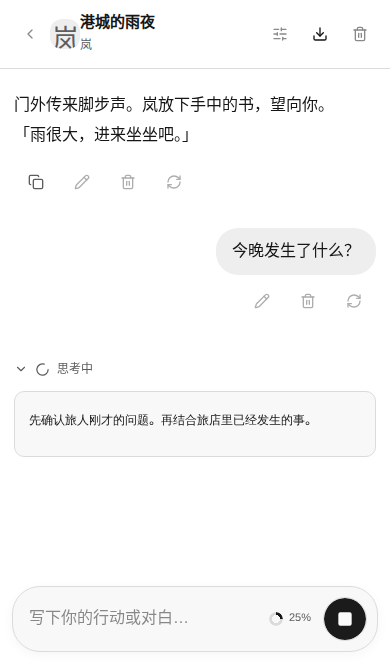 港城的雨夜
岚
岚
门外传来脚步声。岚放下手中的书，望向你。
「雨很大，进来坐坐吧。」
今晚发生了什么？
思考中
先确认旅人刚才的问题。再结合旅店里已经发生的事。
写下你的行动或对白…
25%